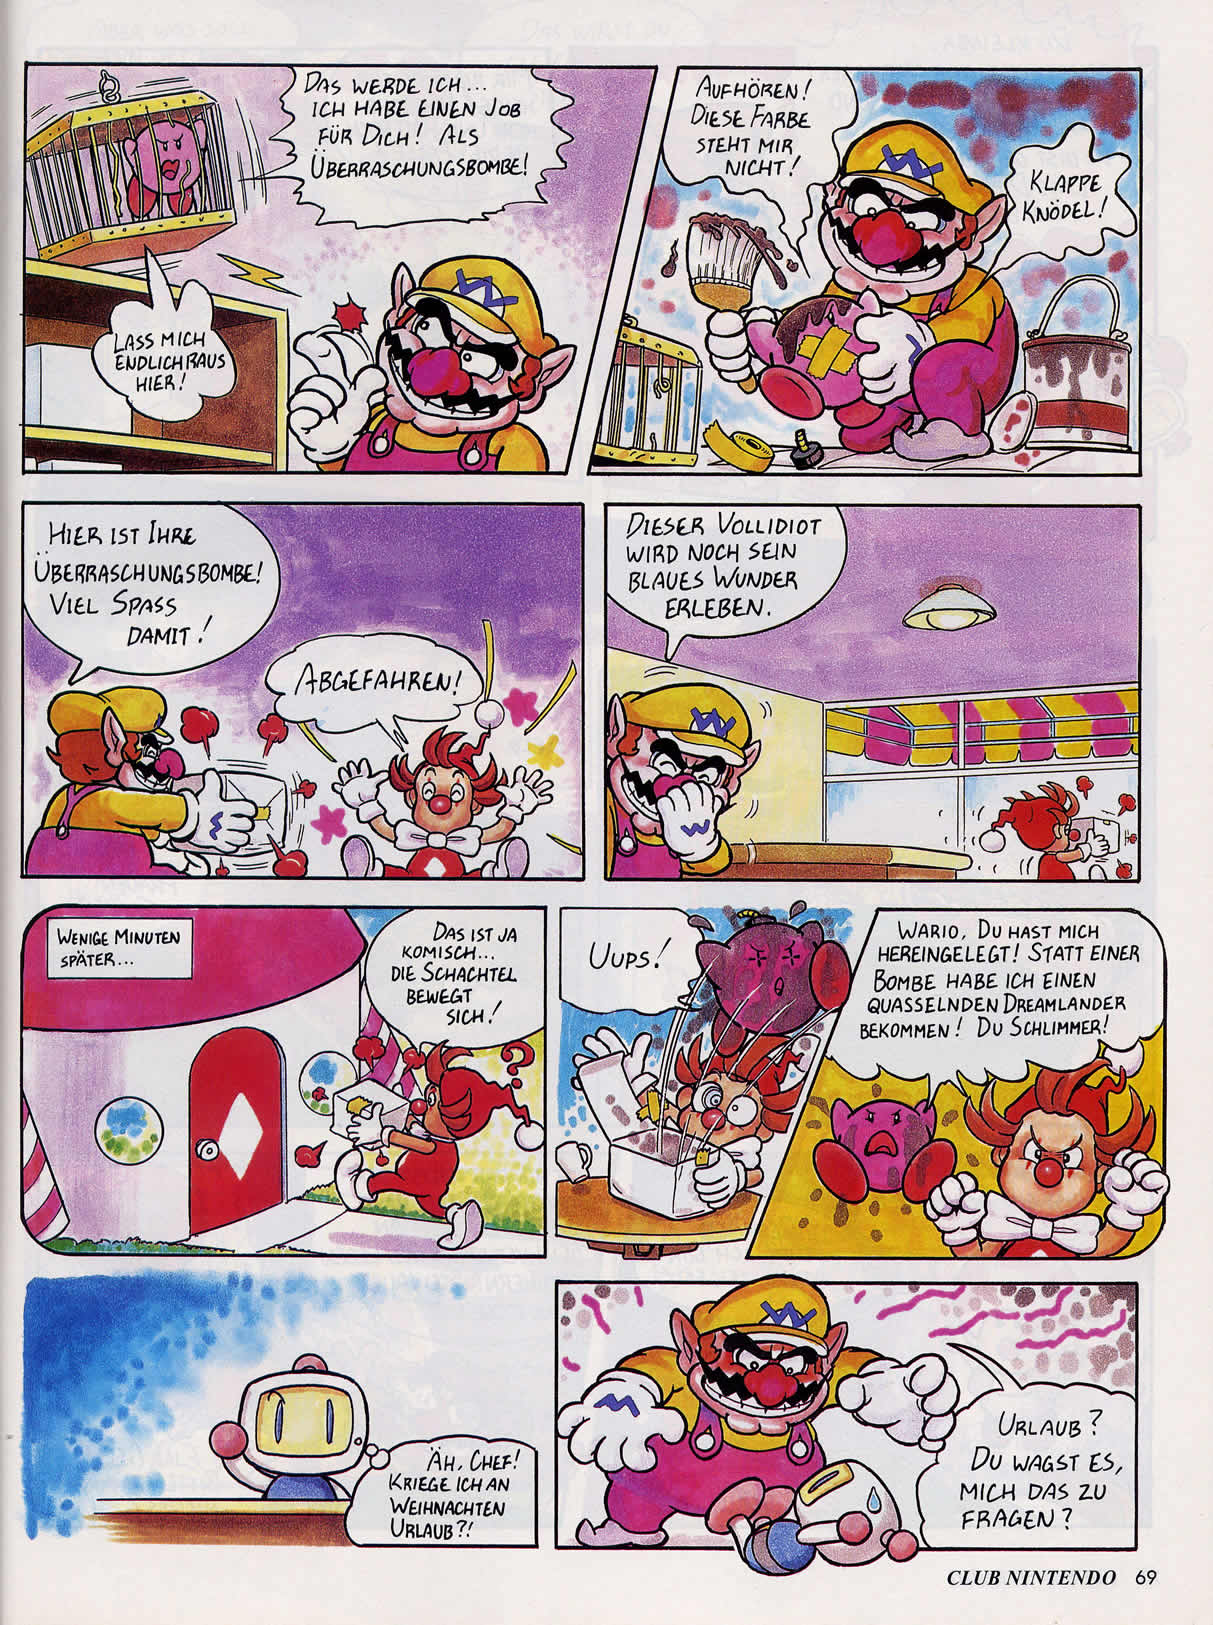 DAS WERDE ICH...
ICH HABE EINEN JOB
FÜR DICH! ALS
ÜBERRASCHUNGSBOMBE!
LASS MICH
ENDLICH RAUS
HIER!
AUFHÖREN!
DIESE FARBE
STEHT MIR
NICHT!
KLAPPE
KNÖDEL!
HIER IST IHRE
ÜBERRASCHUNGSBOMBE!
VIEL SPASS
DAMIT!
ABGEFAHREN!
DIESER VOLLIDIOT
WIRD NOCH SEIN
BLAUES WUNDER
ERLEBEN.
WENIGE MINUTEN
SPÄTER...
DAS IST JA
KOMISCH...
DIE SCHACHTEL
BEWEGT
SICH!
?
UUPS!
WARIO, DU HAST MICH
HEREINGELEGT! STATT EINER
BOMBE HABE ICH EINEN
QUASSELNDEN DREAMLANDER
BEKOMMEN! DU SCHLIMMER!
ÄH, CHEF!
KRIEGE ICH AN
WEIHNACHTEN
URLAUB?!
URLAUB?
DU WAGST ES,
MICH DAS ZU
FRAGEN?
CLUB NINTENDO 69